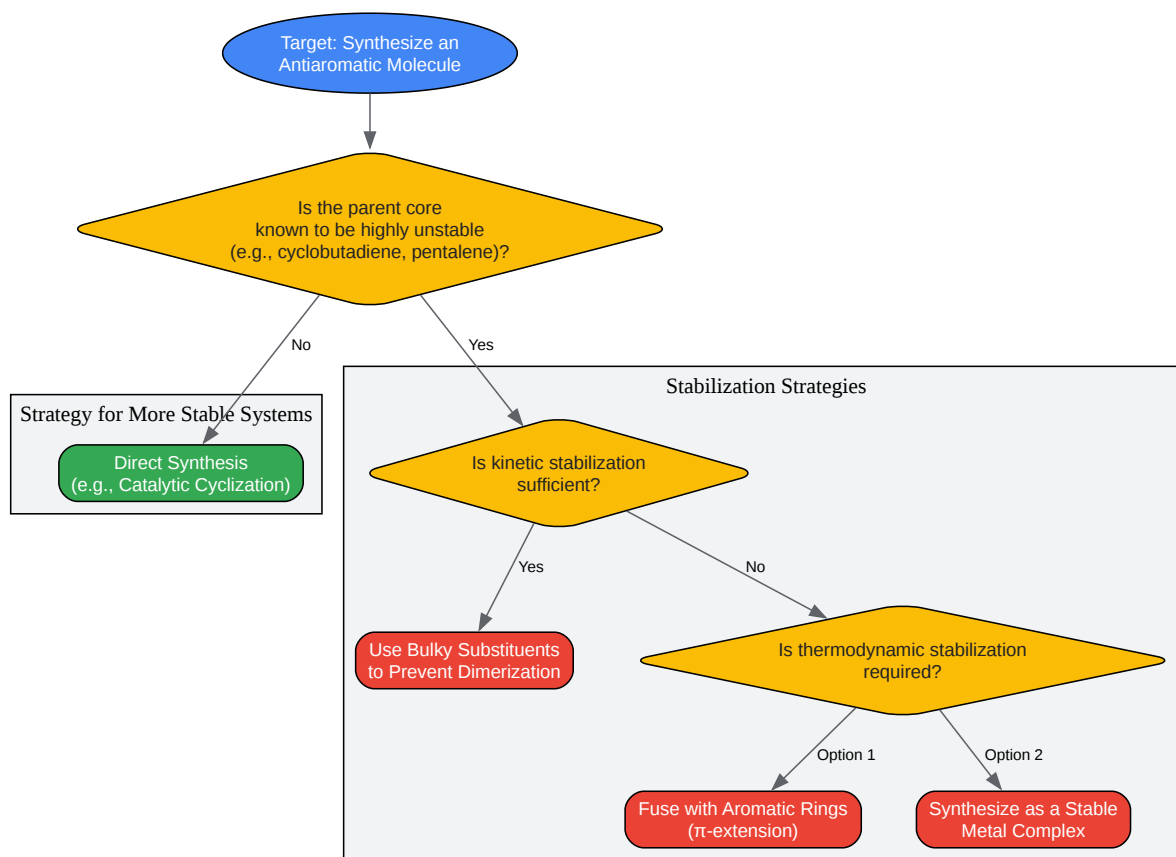 Target: Synthesize an
Antiaromatic Molecule
Is the parent core
known to be highly unstable
(e.g., cyclobutadiene, pentalene)?
No
Yes
Strategy for More Stable Systems
Direct Synthesis
(e.g., Catalytic Cyclization)
Stabilization Strategies
Is kinetic stabilization
sufficient?
Yes
No
Use Bulky Substituents
to Prevent Dimerization
Is thermodynamic stabilization
required?
Option 1
Option 2
Fuse with Aromatic Rings
(π-extension)
Synthesize as a Stable
Metal Complex